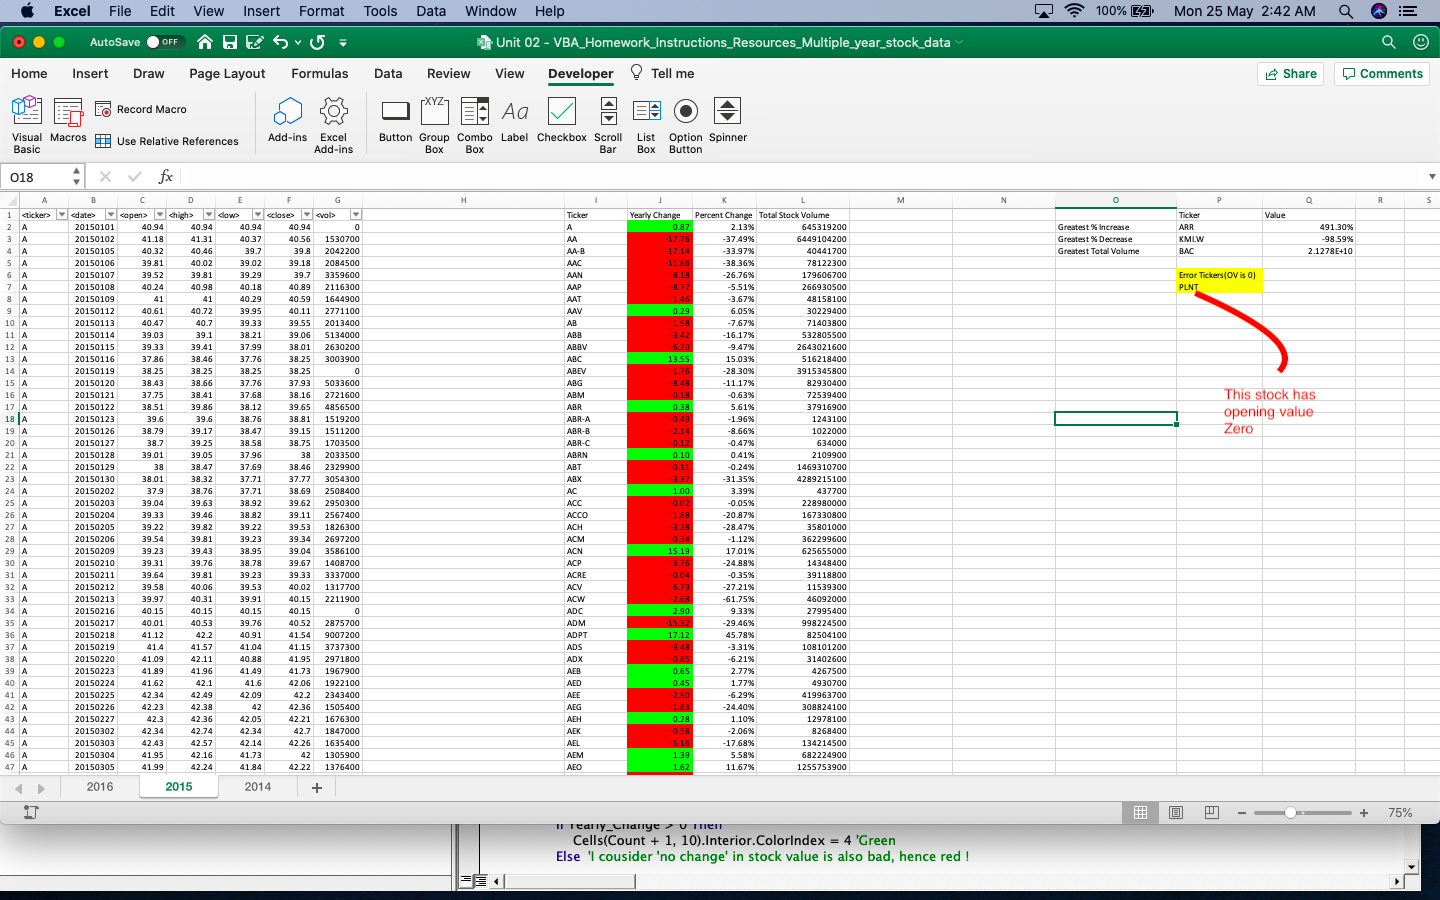 Excel File Edit View Insert Format Tools Data Window Help 100% Mon 25 May 2:42 AM
AutoSave OFF Unit 02 - VBA_Homework_Instructions_Resources_Multiple_year_stock_data
Home Insert Draw Page Layout Formulas Data Review View Developer Tell me Share Comments
Visual Basic Macros Record Macro Use Relative References Add-ins Excel Add-ins Button Group Box Combo Box Label Checkbox Scroll Bar List Box Option Button Spinner
O18 fx
A B C D E F G H I J K L M N O P Q R S
1 <ticker> <date> <open> <high> <low> <close> <vol> Ticker Yearly Change Percent Change Total Stock Volume Ticker Value
2 A 20150101 40.94 40.94 40.94 40.94 0 A 0.87 2.13% 645319200 Greatest % Increase ARR 491.30%
3 A 20150102 41.18 41.31 40.37 40.56 1530700 AA -17.76 -37.49% 6449104200 Greatest % Decrease KMI.W -98.59%
4 A 20150105 40.32 40.46 39.7 39.8 2042200 AA-B -17.14 -33.97% 40441700 Greatest Total Volume BAC 2.1278E+10
5 A 20150106 39.81 40.02 39.02 39.18 2084500 AAC -11.86 -38.36% 78122300
6 A 20150107 39.52 39.81 39.29 39.7 3359600 AAN -8.18 -26.76% 179606700 Error Tickers(OV is 0)
7 A 20150108 40.24 40.98 40.18 40.89 2116300 AAP -8.77 -5.51% 266930500 PLNT
8 A 20150109 41 41 40.29 40.59 1644900 AAT -1.46 -3.67% 48158100
9 A 20150112 40.61 40.72 39.95 40.11 2771100 AAV 0.29 6.05% 30229400
10 A 20150113 40.47 40.7 39.33 39.55 2013400 AB -1.98 -7.67% 71403800
11 A 20150114 39.03 39.1 38.21 39.06 5134000 ABB -3.42 -16.17% 532805500
12 A 20150115 39.33 39.41 37.99 38.01 2630200 ABBV -6.20 -9.47% 2643021600
13 A 20150116 37.86 38.46 37.76 38.25 3003900 ABC 13.55 15.03% 516218400
14 A 20150119 38.25 38.25 38.25 38.25 0 ABEV -1.76 -28.30% 3915345800
15 A 20150120 38.43 38.66 37.76 37.93 5033600 ABG -8.48 -11.17% 82930400
16 A 20150121 37.75 38.41 37.68 38.16 2721600 ABM -0.18 -0.63% 72539400
17 A 20150122 38.51 39.86 38.12 39.65 4856500 ABR 0.38 5.61% 37916900
18 A 20150123 39.6 39.6 38.76 38.81 1519200 ABR-A -0.49 -1.96% 1243100
19 A 20150126 38.79 39.17 38.47 39.15 1511200 ABR-B -2.14 -8.66% 1022000
20 A 20150127 38.7 39.25 38.58 38.75 1703500 ABR-C -0.12 -0.47% 634000
21 A 20150128 39.01 39.05 37.96 38 2033500 ABRN 0.10 0.41% 2109900
22 A 20150129 38 38.47 37.69 38.46 2329900 ABT -0.11 -0.24% 1469310700
23 A 20150130 38.01 38.32 37.71 37.77 3054300 ABX -3.37 -31.35% 4289215100
24 A 20150202 37.9 38.76 37.71 38.69 2508400 AC 1.00 3.39% 437700
25 A 20150203 39.04 39.63 38.92 39.62 2950300 ACC -0.02 -0.05% 228980000
26 A 20150204 39.33 39.46 38.82 39.11 2567400 ACCO -1.88 -20.87% 167330800
27 A 20150205 39.22 39.82 39.22 39.53 1826300 ACH -3.28 -28.47% 35801000
28 A 20150206 39.54 39.81 39.23 39.34 2697200 ACM -0.34 -1.12% 362299600
29 A 20150209 39.23 39.43 38.95 39.04 3586100 ACN 15.19 17.01% 625655000
30 A 20150210 39.31 39.76 38.78 39.67 1408700 ACP -3.76 -24.88% 14348400
31 A 20150211 39.64 39.81 39.23 39.33 3337000 ACRE -0.04 -0.35% 39118800
32 A 20150212 39.58 40.06 39.53 40.02 1317700 ACV -6.79 -27.21% 11539300
33 A 20150213 39.97 40.31 39.91 40.15 2211900 ACW -2.68 -61.75% 46092000
34 A 20150216 40.15 40.15 40.15 40.15 0 ADC 2.90 9.33% 27995400
35 A 20150217 40.01 40.53 39.76 40.52 2875700 ADM -15.32 -29.46% 998224500
36 A 20150218 41.12 42.2 40.91 41.54 9007200 ADPT 17.12 45.78% 82504100
37 A 20150219 41.4 41.57 41.04 41.15 3737300 ADS -9.48 -3.31% 108101200
38 A 20150220 41.09 42.11 40.88 41.95 2971800 ADX -0.85 -6.21% 31402600
39 A 20150223 41.89 41.96 41.49 41.73 1967900 AEB 0.65 2.77% 4267500
40 A 20150224 41.62 42.1 41.6 42.06 1922100 AED 0.45 1.77% 4930700
41 A 20150225 42.34 42.49 42.09 42.2 2343400 AEE -2.90 -6.29% 419963700
42 A 20150226 42.23 42.38 42 42.36 1505400 AEG -1.83 -24.40% 308824100
43 A 20150227 42.3 42.36 42.05 42.21 1676300 AEH 0.28 1.10% 12978100
44 A 20150302 42.34 42.74 42.34 42.7 1847000 AEK -0.58 -2.06% 8268400
45 A 20150303 42.43 42.57 42.14 42.26 1635400 AEL -5.16 -17.68% 134214500
46 A 20150304 41.95 42.16 41.73 42 1305900 AEM 1.39 5.58% 682224900
47 A 20150305 41.99 42.24 41.84 42.22 1376400 AEO 1.62 11.67% 1255753900
This stock has
opening value
Zero
2016 2015 2014 +
75%
If Yearly_Change > 0 Then
Cells(Count + 1, 10).Interior.ColorIndex = 4 'Green
Else 'I cousider 'no change' in stock value is also bad, hence red !